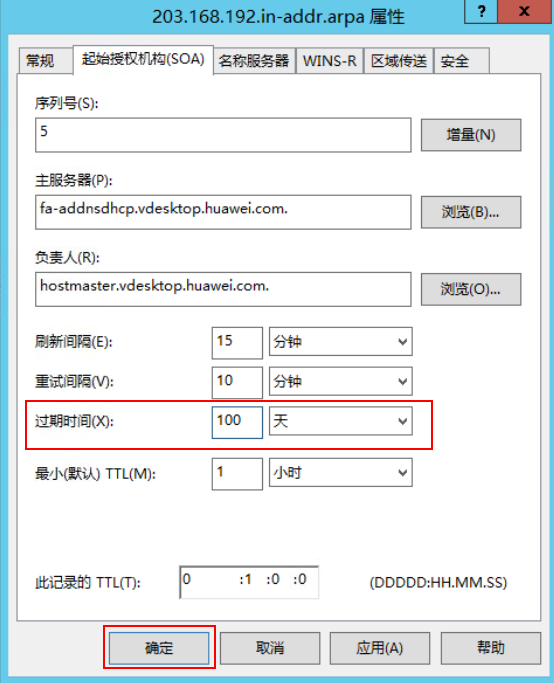 203.168.192.in-addr.arpa 属性
?
x
常规
起始授权机构(SOA)
名称服务器
WINS-R
区域传送
安全
序列号(S):
5
增量(N)
主服务器(P):
fa-addnsdhcp.vdesktop.huawei.com.
浏览(B)...
负责人(R):
hostmaster.vdesktop.huawei.com.
浏览(O)...
刷新间隔(E):
15
分钟
重试间隔(V):
10
分钟
过期时间(X):
100
天
最小(默认) TTL(M):
1
小时
此记录的 TTL(T):
0 :1 :0 :0
(DDDDD:HH.MM.SS)
确定
取消
应用(A)
帮助